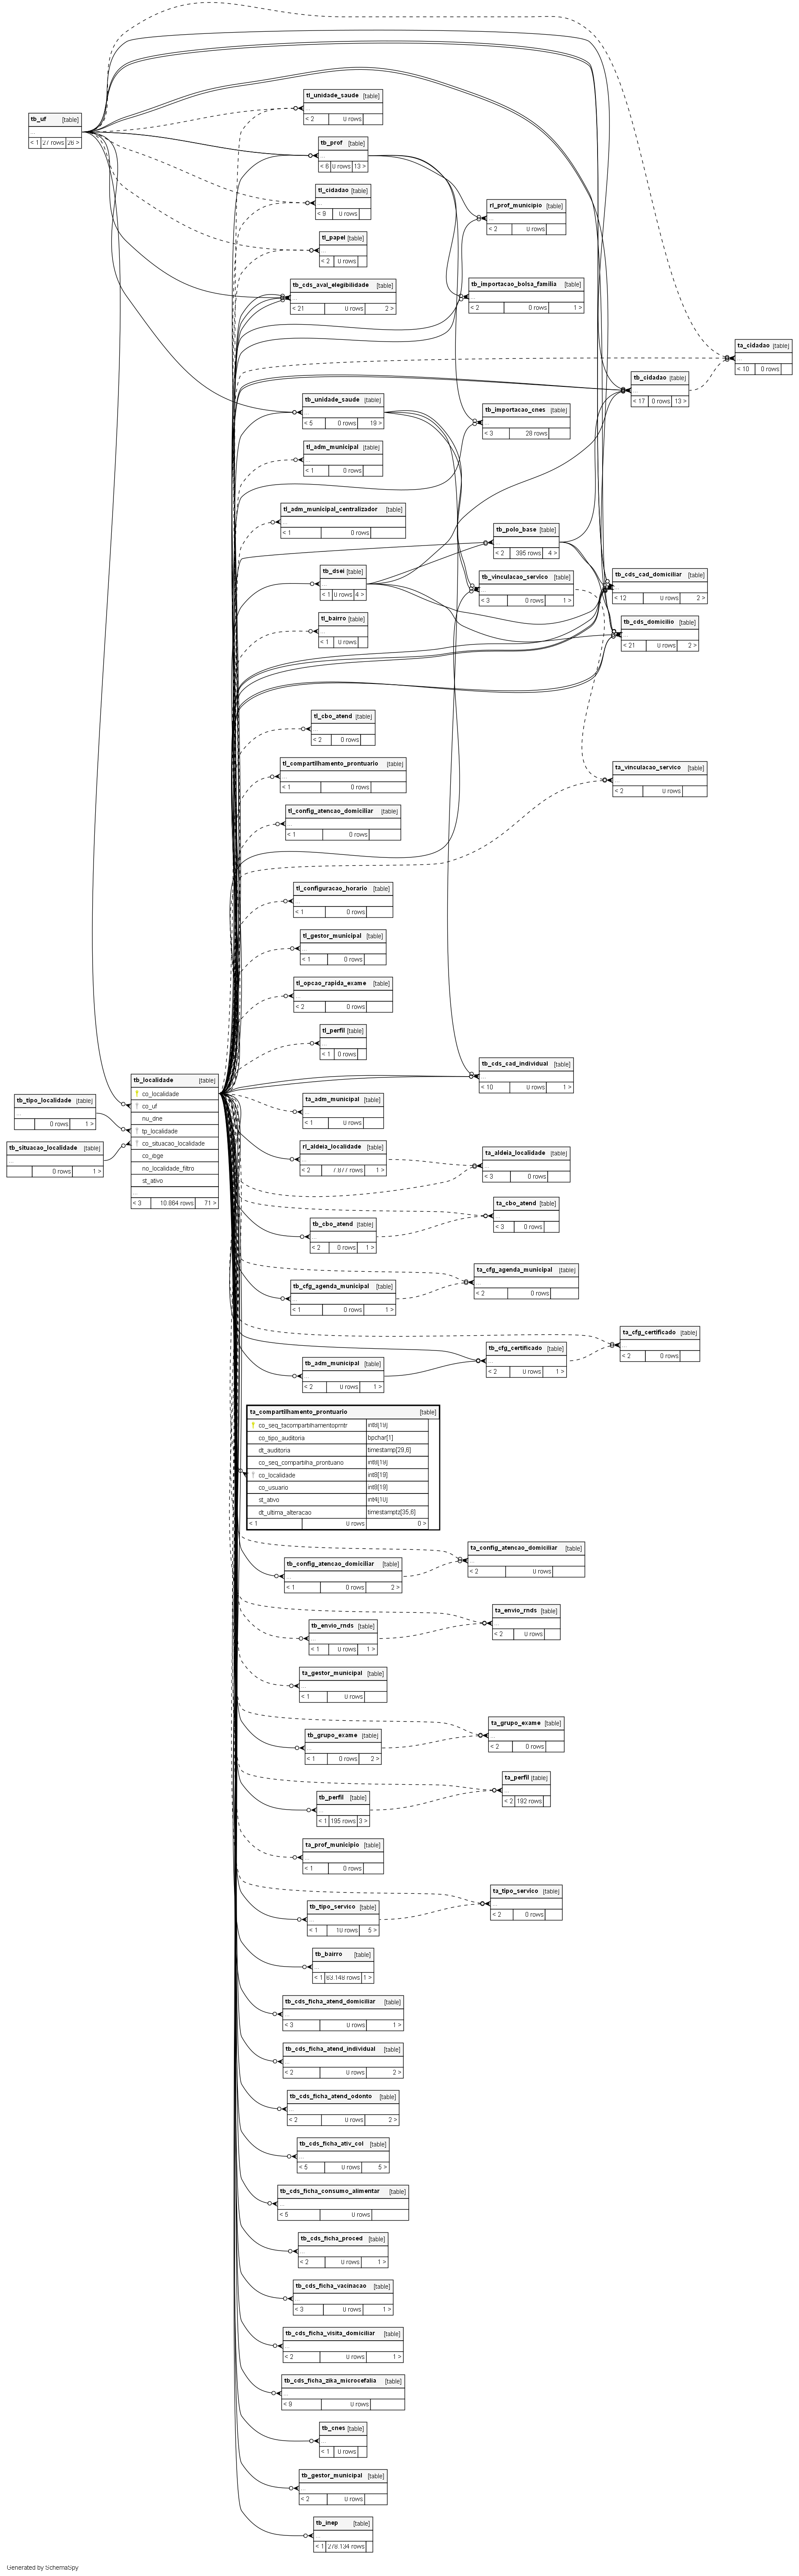 tb_uf [table]
...
< 1 27 rows 28 >
tl_unidade_saude [table]
...
< 2 0 rows
tb_prof [table]
...
< 6 0 rows 13 >
tl_cidadao [table]
...
< 9 0 rows
tl_papel [table]
...
< 2 0 rows
tb_cds_aval_elegibilidade [table]
...
< 21 0 rows 2 >
rl_prof_municipio [table]
...
< 2 0 rows
tb_importacao_bolsa_familia [table]
...
< 2 0 rows 1 >
ta_cidadao [table]
...
< 10 0 rows
tb_cidadao [table]
...
< 17 0 rows 13 >
tb_unidade_saude [table]
...
< 5 0 rows 19 >
tb_importacao_cnes [table]
...
< 3 28 rows
tl_adm_municipal [table]
...
< 1 0 rows
tl_adm_municipal_centralizador [table]
...
< 1 0 rows
tb_polo_base [table]
...
< 2 395 rows 4 >
tb_dsei [table]
...
< 1 0 rows 4 >
tb_vinculacao_servico [table]
...
< 3 0 rows 1 >
tb_cds_cad_domiciliar [table]
...
< 12 0 rows 2 >
tl_bairro [table]
...
< 1 0 rows
tb_cds_domicilio [table]
...
< 21 0 rows 2 >
tl_cbo_atend [table]
...
< 2 0 rows
tl_compartilhamento_prontuario [table]
...
< 1 0 rows
ta_vinculacao_servico [table]
...
< 2 0 rows
tl_config_atencao_domiciliar [table]
...
< 1 0 rows
tl_configuracao_horario [table]
...
< 1 0 rows
tl_gestor_municipal [table]
...
< 1 0 rows
tl_opcao_rapida_exame [table]
...
< 2 0 rows
tl_perfil [table]
...
< 1 0 rows
tb_cds_cad_individual [table]
...
< 10 0 rows 1 >
tb_localidade [table]
co_localidade
co_uf
nu_dne
tp_localidade
co_situacao_localidade
co_ibge
no_localidade_filtro
st_ativo
...
< 3 10.864 rows 71 >
tb_tipo_localidade [table]
...
0 rows 1 >
tb_situacao_localidade [table]
...
0 rows 1 >
ta_adm_municipal [table]
...
< 1 0 rows
rl_aldeia_localidade [table]
...
< 2 7.877 rows 1 >
ta_aldeia_localidade [table]
...
< 3 0 rows
ta_cbo_atend [table]
...
< 3 0 rows
tb_cbo_atend [table]
...
< 2 0 rows 1 >
ta_cfg_agenda_municipal [table]
...
< 2 0 rows
tb_cfg_agenda_municipal [table]
...
< 1 0 rows 1 >
ta_cfg_certificado [table]
...
< 2 0 rows
tb_cfg_certificado [table]
...
< 2 0 rows 1 >
tb_adm_municipal [table]
...
< 2 0 rows 1 >
ta_compartilhamento_prontuario [table]
co_seq_tacompartilhamentoprntr int8[19]
co_tipo_auditoria bpchar[1]
dt_auditoria timestamp[29,6]
co_seq_compartilha_prontuario int8[19]
co_localidade int8[19]
co_usuario int8[19]
st_ativo int4[10]
dt_ultima_alteracao timestamptz[35,6]
< 1 0 rows 0 >
ta_config_atencao_domiciliar [table]
...
< 2 0 rows
tb_config_atencao_domiciliar [table]
...
< 1 0 rows 2 >
ta_envio_rnds [table]
...
< 2 0 rows
tb_envio_rnds [table]
...
< 1 0 rows 1 >
ta_gestor_municipal [table]
...
< 1 0 rows
ta_grupo_exame [table]
...
< 2 0 rows
tb_grupo_exame [table]
...
< 1 0 rows 2 >
ta_perfil [table]
...
< 2 192 rows
tb_perfil [table]
...
< 1 195 rows 3 >
ta_prof_municipio [table]
...
< 1 0 rows
ta_tipo_servico [table]
...
< 2 0 rows
tb_tipo_servico [table]
...
< 1 10 rows 5 >
tb_bairro [table]
...
< 1 63.148 rows 1 >
tb_cds_ficha_atend_domiciliar [table]
...
< 3 0 rows 1 >
tb_cds_ficha_atend_individual [table]
...
< 2 0 rows 2 >
tb_cds_ficha_atend_odonto [table]
...
< 2 0 rows 2 >
tb_cds_ficha_ativ_col [table]
...
< 5 0 rows 5 >
tb_cds_ficha_consumo_alimentar [table]
...
< 5 0 rows
tb_cds_ficha_proced [table]
...
< 2 0 rows 1 >
tb_cds_ficha_vacinacao [table]
...
< 3 0 rows 1 >
tb_cds_ficha_visita_domiciliar [table]
...
< 2 0 rows 1 >
tb_cds_ficha_zika_microcefalia [table]
...
< 9 0 rows
tb_cnes [table]
...
< 1 0 rows
tb_gestor_municipal [table]
...
< 2 0 rows
tb_inep [table]
...
< 1 278.134 rows
Generated by SchemaSpy